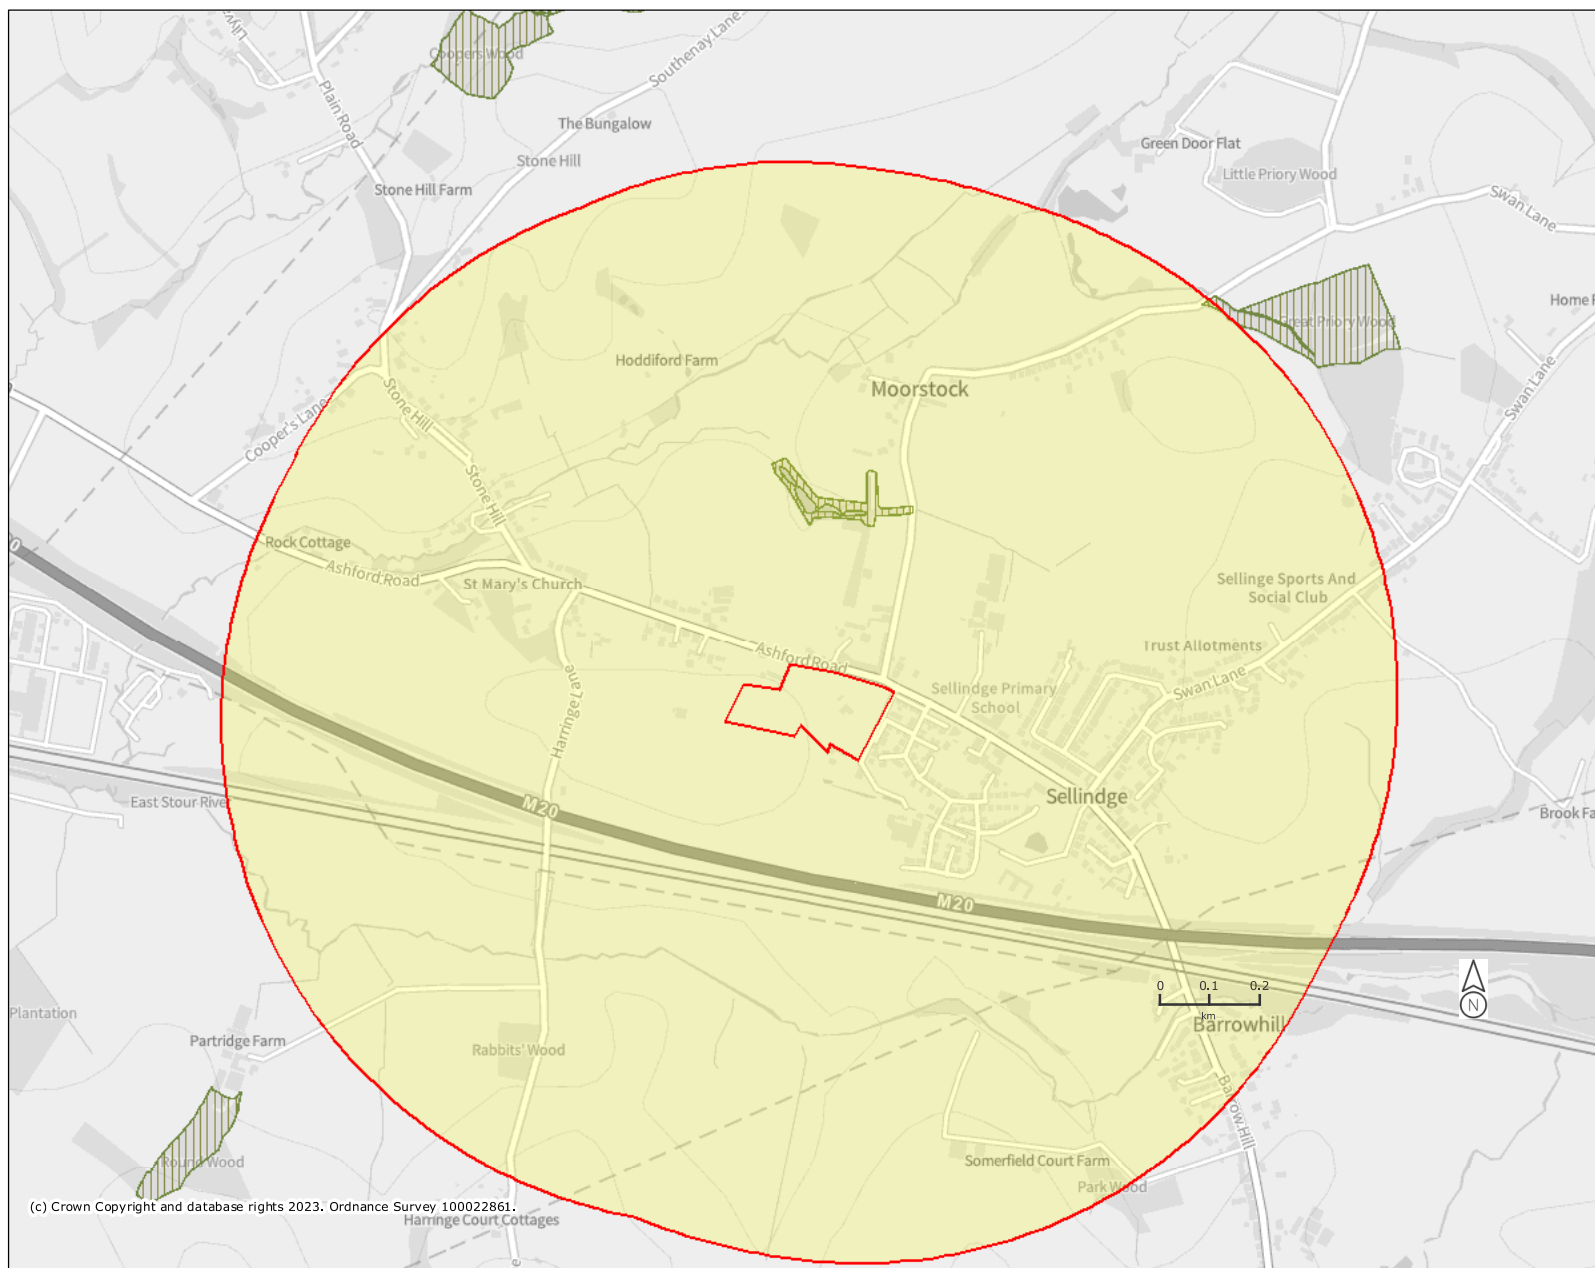 Coopers Wood
Southenay Lane
Plain Road
The Bungalow
Stone Hill
Stone Hill Farm
Green Door Flat
Little Priory Wood
Swan Lane
Great Priory Wood
Hoddiford Farm
Moorstock
Swan Lane
Cooper's Lane
Stone Hill
Stone Hill
Rock Cottage
Ashford Road
St Mary's Church
Sellinge Sports And
Social Club
Trust Allotments
Swan Lane
Ashford Road
Sellindge Primary
School
Harringe Lane
East Stour River
M20
Sellindge
M20
0 0.1 0.2
km
N
Barrowhill
Plantation
Partridge Farm
Rabbits' Wood
Barrow Hill
Round Wood
Somerfield Court Farm
Park Wood
(c) Crown Copyright and database rights 2023. Ordnance Survey 100022861.
Harringe Court Cottages